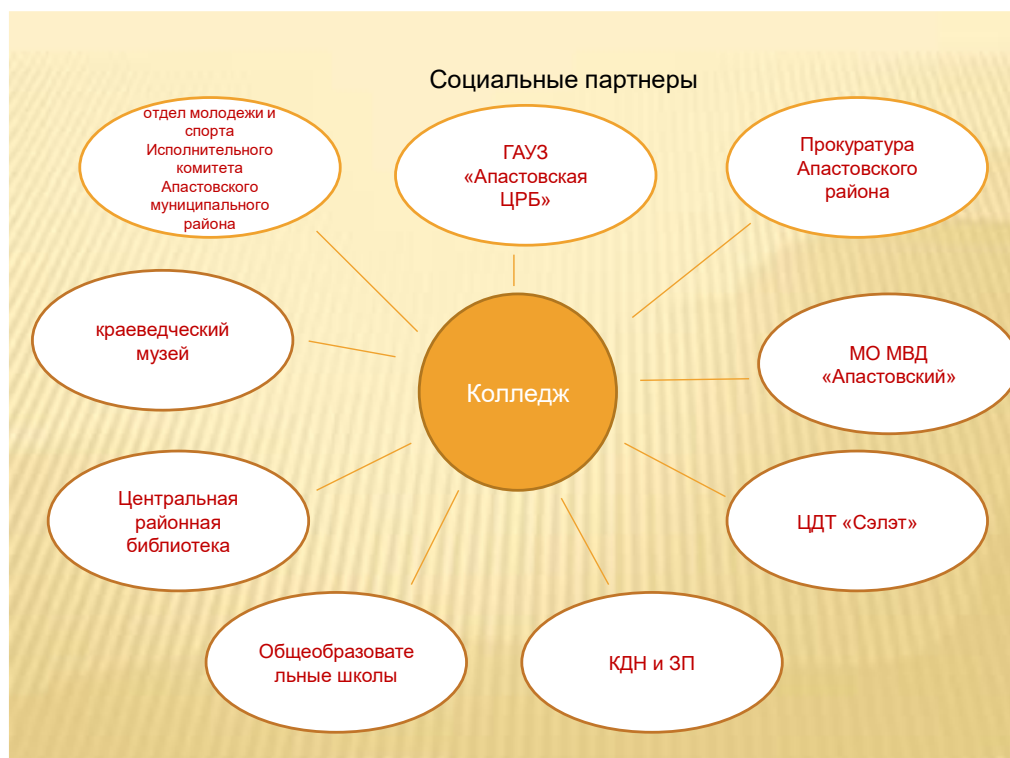 Социальные партнеры
отдел молодежи и
спорта
Исполнительного
комитета
Апастовского
муниципального
района
ГАУЗ
«Апастовская
ЦРБ»
Прокуратура
Апастовского
района
краеведческий
музей
Колледж
МО МВД
«Апастовский»
Центральная
районная
библиотека
ЦДТ «Сэлэт»
Общеобразовате
льные школы
КДН и ЗП